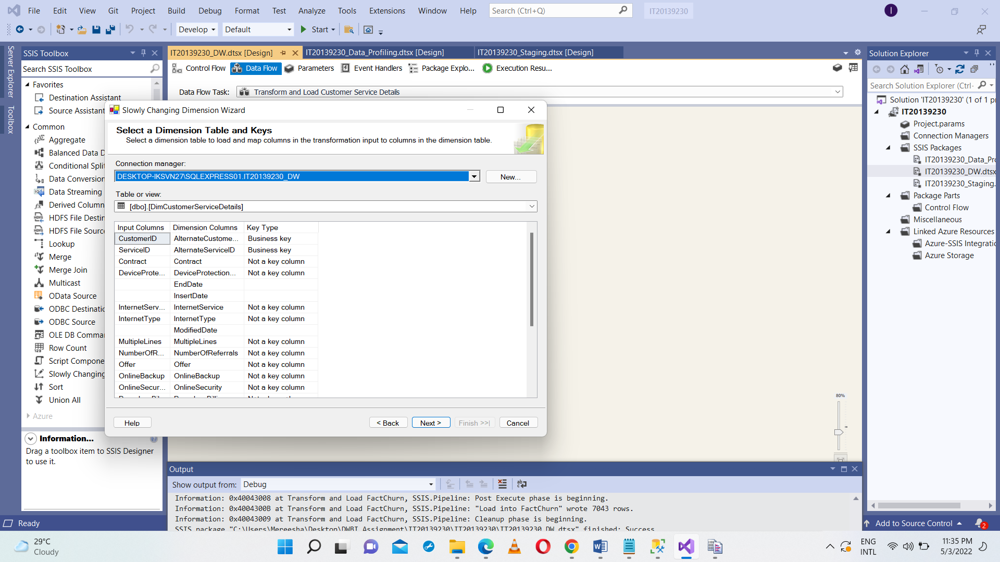 File Edit View Git Project Build Debug Format Test Analyze Tools Extensions Window Help Search (Ctrl+Q) IT20139230 I
Develop Default Start
Server Explorer
Toolbox
SSIS Toolbox
Search SSIS Toolbox
Favorites
Destination Assistant
Source Assistant
Common
Aggregate
Balanced Data D
Conditional Split
Data Conversion
Data Streaming
Derived Column
HDFS File Destin
HDFS File Source
Lookup
Merge
Merge Join
Multicast
OData Source
ODBC Destinatio
ODBC Source
OLE DB Comma
Row Count
Script Compone
Slowly Changing
Sort
Union All
Azure
Information...
Drag a toolbox item to SSIS Designer
to use it.
IT20139230_DW.dtsx [Design] IT20139230_Data_Profiling.dtsx [Design] IT20139230_Staging.dtsx [Design]
Control Flow Data Flow Parameters Event Handlers Package Explo... Execution Resu...
Data Flow Task: Transform and Load Customer Service Details
Slowly Changing Dimension Wizard
Select a Dimension Table and Keys
Select a dimension table to load and map columns in the transformation input to columns in the dimension table.
Connection manager:
DESKTOP-IKSVN27\SQLEXPRESS01.IT20139230_DW New...
Table or view:
[dbo].[DimCustomerServiceDetails]
Input Columns Dimension Columns Key Type
CustomerID AlternateCustome... Business key
ServiceID AlternateServiceID Business key
Contract Contract Not a key column
DeviceProte... DeviceProtection... Not a key column
EndDate
InsertDate
InternetServ... InternetService Not a key column
InternetType InternetType Not a key column
ModifiedDate
MultipleLines MultipleLines Not a key column
NumberOfR... NumberOfReferrals Not a key column
Offer Offer Not a key column
OnlineBackup OnlineBackup Not a key column
OnlineSecur... OnlineSecurity Not a key column
Help < Back Next > Finish >>| Cancel
80%
Output
Show output from: Debug
Information: 0x40043008 at Transform and Load FactChurn, SSIS.Pipeline: Post Execute phase is beginning.
Information: 0x4004300B at Transform and Load FactChurn, SSIS.Pipeline: "Load into FactChurn" wrote 7043 rows.
Information: 0x40043009 at Transform and Load FactChurn, SSIS.Pipeline: Cleanup phase is beginning.
SSIS package "C:\Users\Mereesha\Desktop\DWBI Assignment\IT20139230\IT20139230\IT20139230_DW.dtsx" finished: Success.
Solution Explorer
Search Solution Explorer (Ctrl-
Solution 'IT20139230' (1 of 1 pr
IT20139230
Project.params
Connection Managers
SSIS Packages
IT20139230_Data_Pro
IT20139230_DW.dtsx
IT20139230_Staging.
Package Parts
Control Flow
Miscellaneous
Linked Azure Resources
Azure-SSIS Integratio
Azure Storage
Ready Add to Source Control 2
29°C
Cloudy
ENG
INTL
11:35 PM
5/3/2022